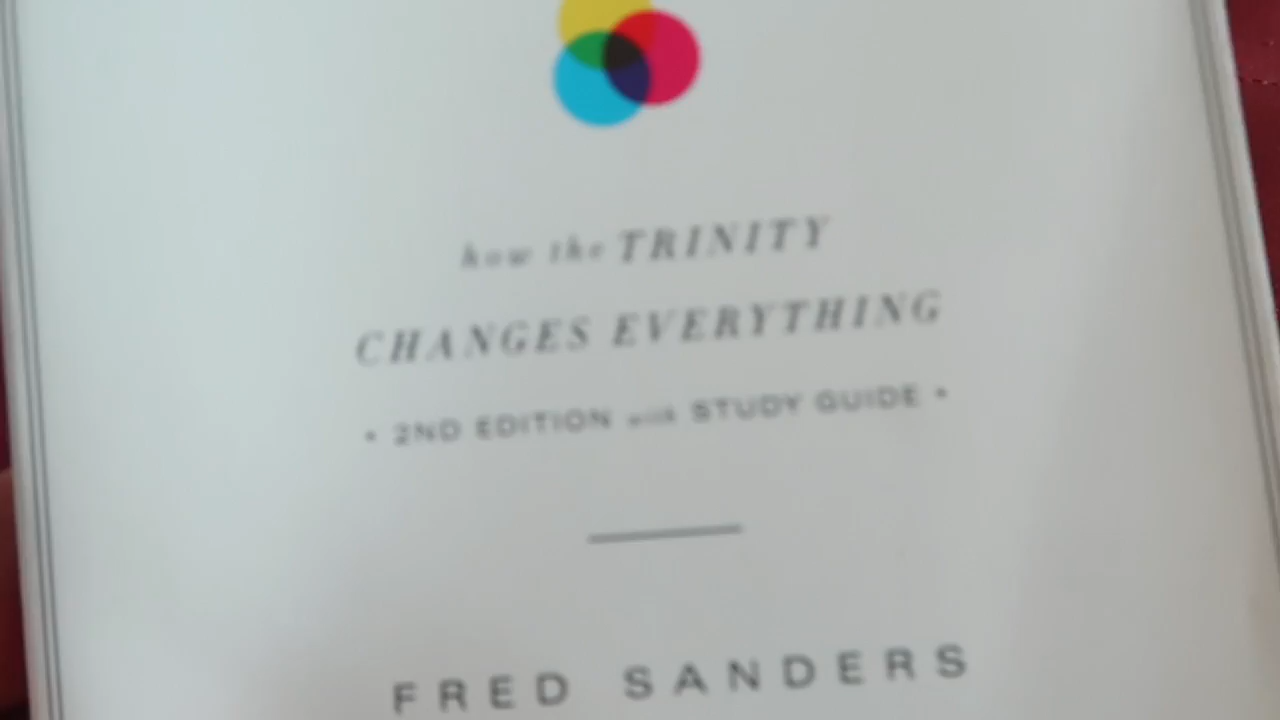 how the TRINITY
CHANGES EVERYTHING
• 2ND EDITION with STUDY GUIDE •
FRED SANDERS